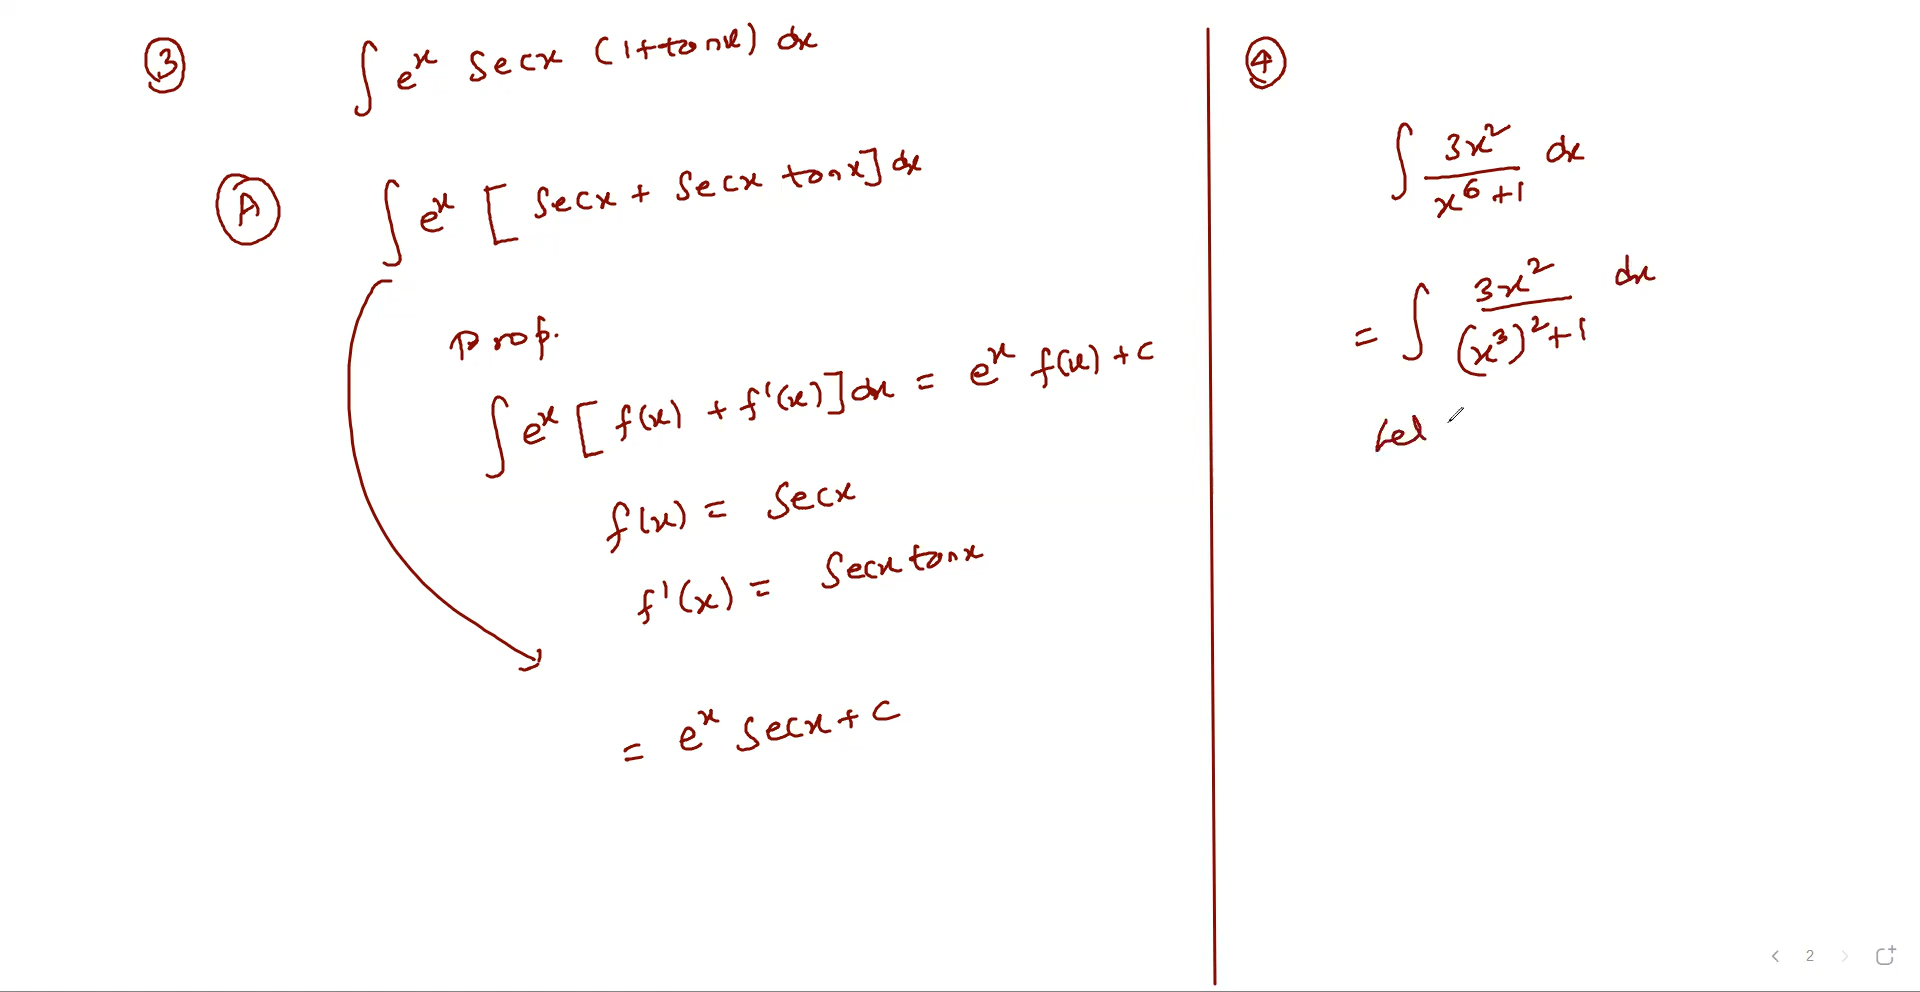 ③
∫ e^x Secx (1+tanx) dx
Ⓐ
∫ e^x [Secx + Secx tanx] dx
Prop.
∫ e^x [f(x) + f'(x)] dx = e^x f(x) + c
f(x) = Secx
f'(x) = Secx tanx
= e^x Secx + c
④
∫ 3x^2/(x^6+1) dx
= ∫ 3x^2/((x^3)^2+1) dx
Let
2